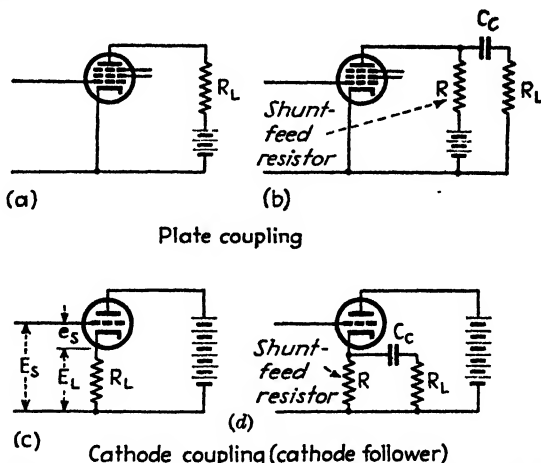 C_C
R_L
R
R_L
Shunt-
feed
resistor
(a)
(b)
Plate coupling
e_s
E_s
E_L
R_L
Shunt-
feed
resistor
C_C
R
R_L
(c)
(d)
Cathode coupling (cathode follower)